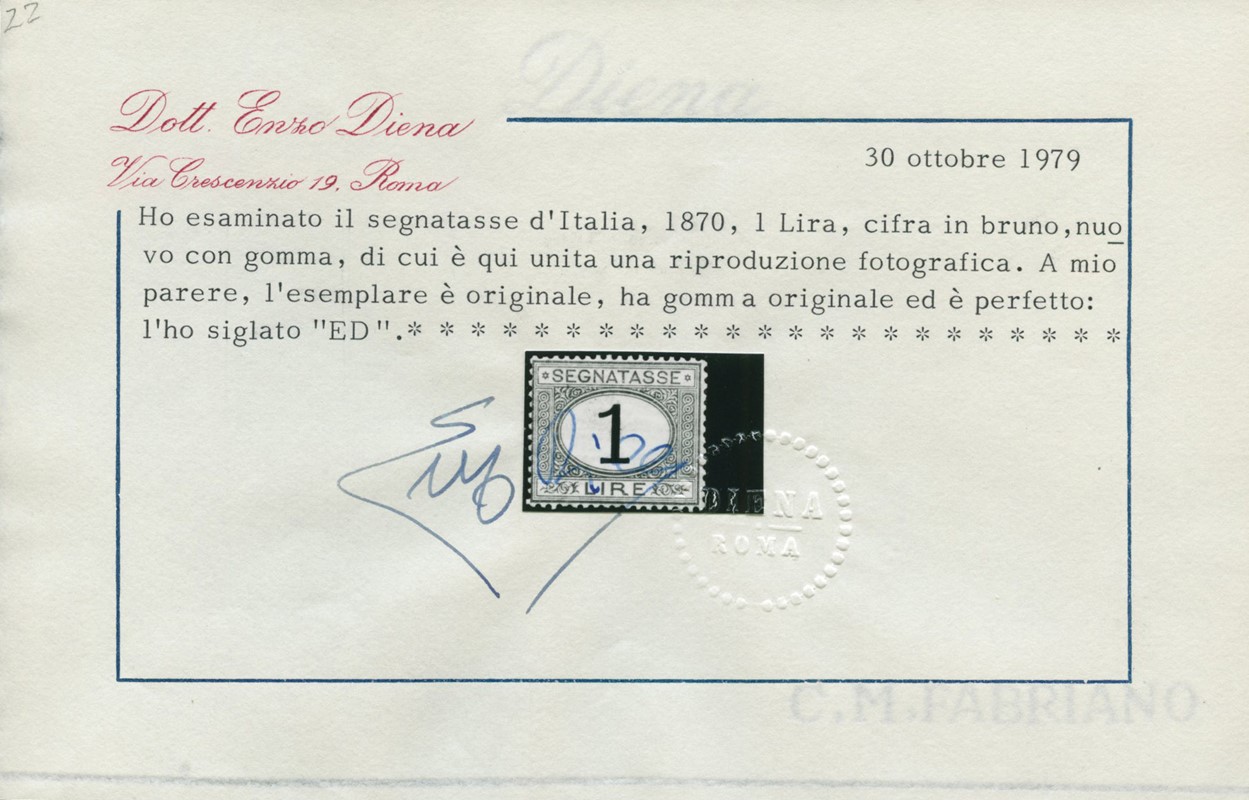 22
Diena
Dott. Enzo Diena
Via Crescenzio 19, Roma
30 ottobre 1979
Ho esaminato il segnatasse d'Italia, 1870, 1 Lira, cifra in bruno,nuo
vo con gomma, di cui è qui unita una riproduzione fotografica. A mio
parere, l'esemplare è originale, ha gomma originale ed è perfetto:
l'ho siglato "ED".* * * * * * * * * * * * * * * * * * * * * * *
*SEGNATASSE*
1
LIRE
DIENA
ROMA
C.M.FABRIANO